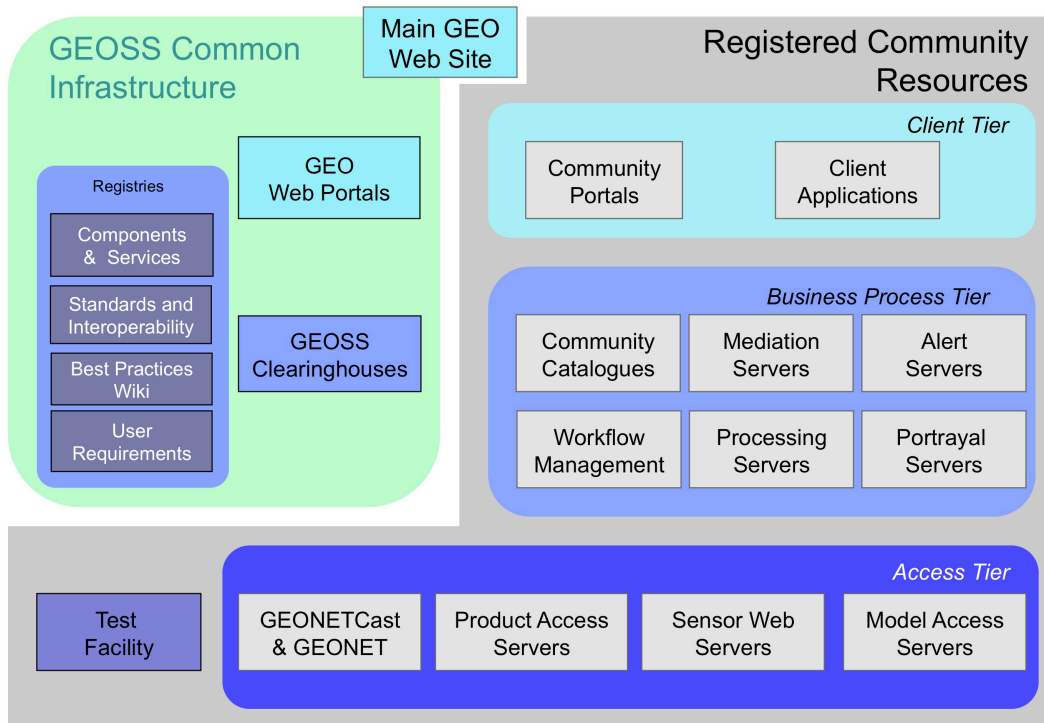 GEOSS Common
Infrastructure
Main GEO
Web Site
Registered Community
Resources
Registries
Components
& Services
Standards and
Interoperability
Best Practices
Wiki
User
Requirements
GEO
Web Portals
GEOSS
Clearinghouses
Client Tier
Community
Portals
Client
Applications
Business Process Tier
Community
Catalogues
Mediation
Servers
Alert
Servers
Workflow
Management
Processing
Servers
Portrayal
Servers
Access Tier
Test
Facility
GEONETCast
& GEONET
Product Access
Servers
Sensor Web
Servers
Model Access
Servers